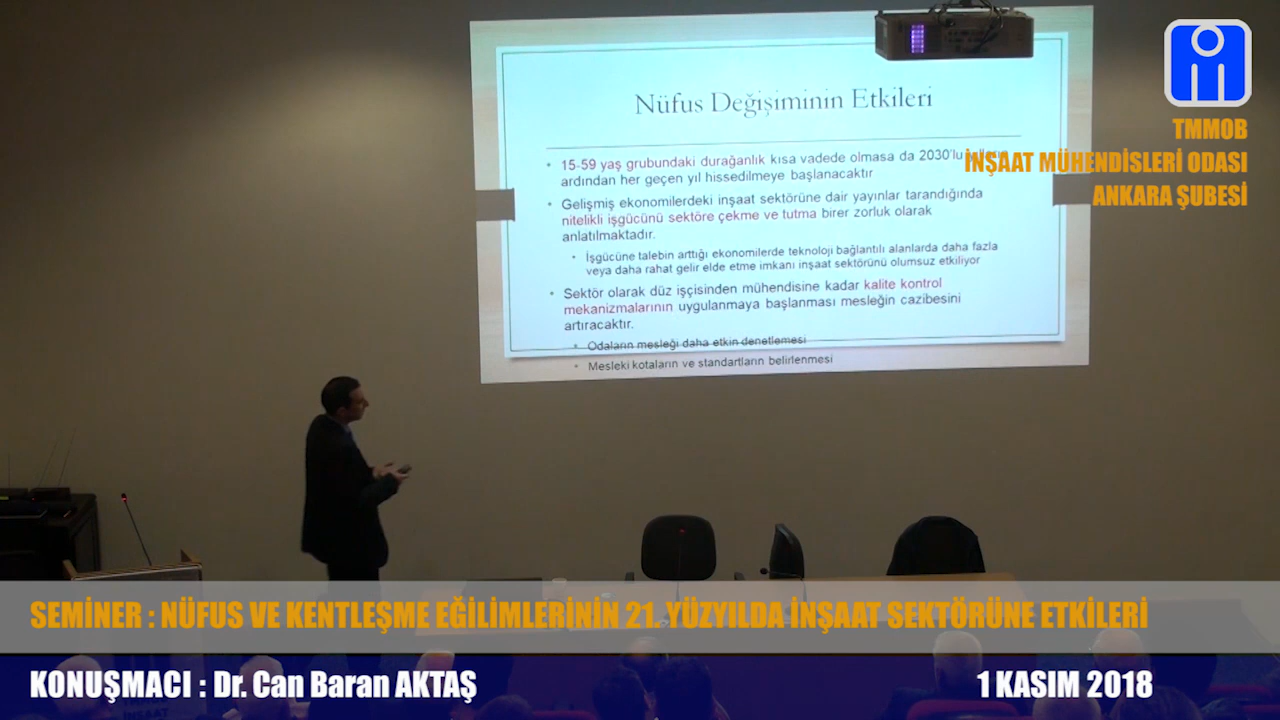 Nüfus Değişiminin Etkileri
• 15-59 yaş grubundaki durağanlık kısa vadede olmasa da 2030'lu
ardından her geçen yıl hissedilmeye başlanacaktır
• Gelişmiş ekonomilerdeki inşaat sektörüne dair yayınlar tarandığında
nitelikli işgücünü sektöre çekme ve tutma birer zorluk olarak
anlatılmaktadır.
• İşgücüne talebin arttığı ekonomilerde teknoloji bağlantılı alanlarda daha fazla
veya daha rahat gelir elde etme imkanı inşaat sektörünü olumsuz etkiliyor
• Sektör olarak düz işçisinden mühendisine kadar kalite kontrol
mekanizmalarının uygulanmaya başlanması mesleğin cazibesini
artıracaktır.
• Odaların mesleği daha etkin denetlemesi
• Mesleki kotaların ve standartların belirlenmesi
TMMOB
İNŞAAT MÜHENDİSLERİ ODASI
ANKARA ŞUBESİ
SEMİNER : NÜFUS VE KENTLEŞME EĞİLİMLERİNİN 21. YÜZYILDA İNŞAAT SEKTÖRÜNE ETKİLERİ
KONUŞMACI : Dr. Can Baran AKTAŞ
1 KASIM 2018
İNŞAAT